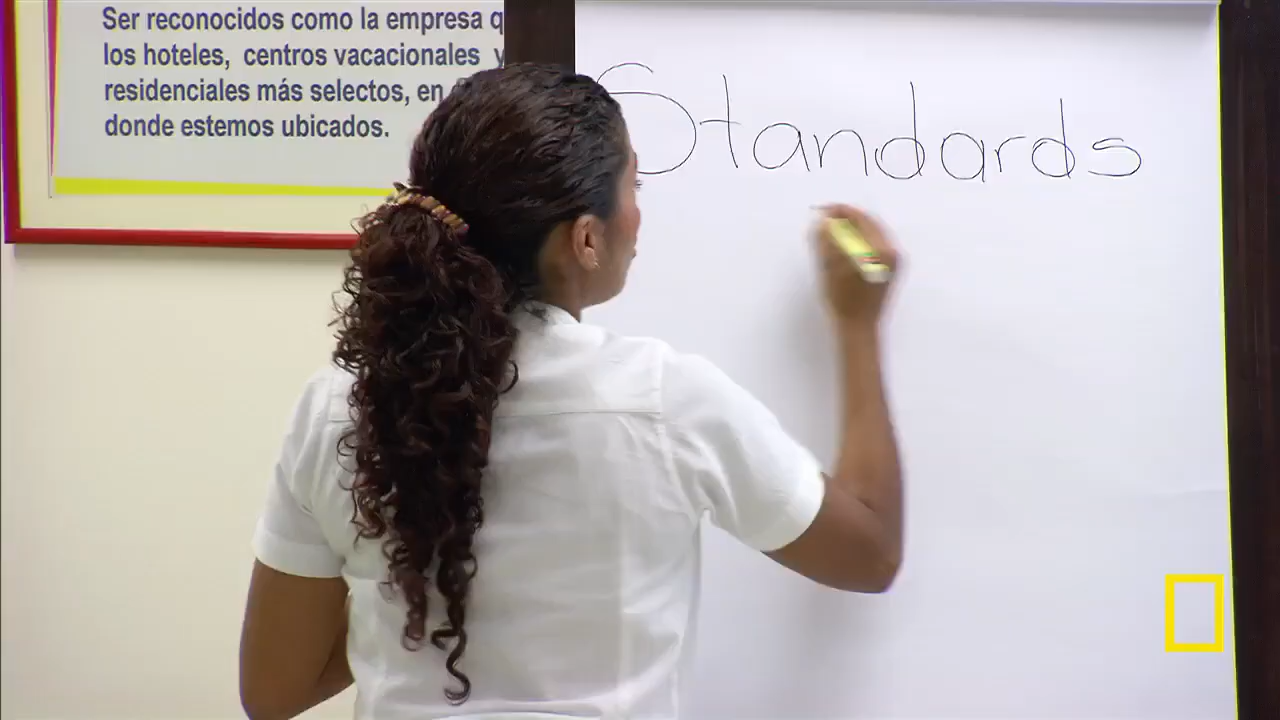 Ser reconocidos como la empresa
los hoteles, centros vacacionales y
residenciales más selectos, en
donde estemos ubicados.
Standards